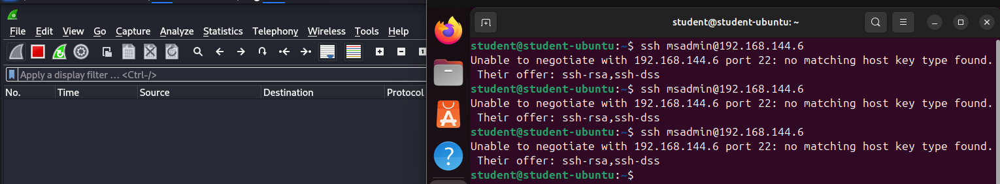 File Edit View Go Capture Analyze Statistics Telephony Wireless Tools Help
Apply a display filter ... <Ctrl-/>
No. Time Source Destination Protocol
student@student-ubuntu: ~
student@student-ubuntu:~$ ssh msadmin@192.168.144.6
Unable to negotiate with 192.168.144.6 port 22: no matching host key type found.
Their offer: ssh-rsa,ssh-dss
student@student-ubuntu:~$ ssh msadmin@192.168.144.6
Unable to negotiate with 192.168.144.6 port 22: no matching host key type found.
Their offer: ssh-rsa,ssh-dss
student@student-ubuntu:~$ ssh msadmin@192.168.144.6
Unable to negotiate with 192.168.144.6 port 22: no matching host key type found.
Their offer: ssh-rsa,ssh-dss
student@student-ubuntu:~$